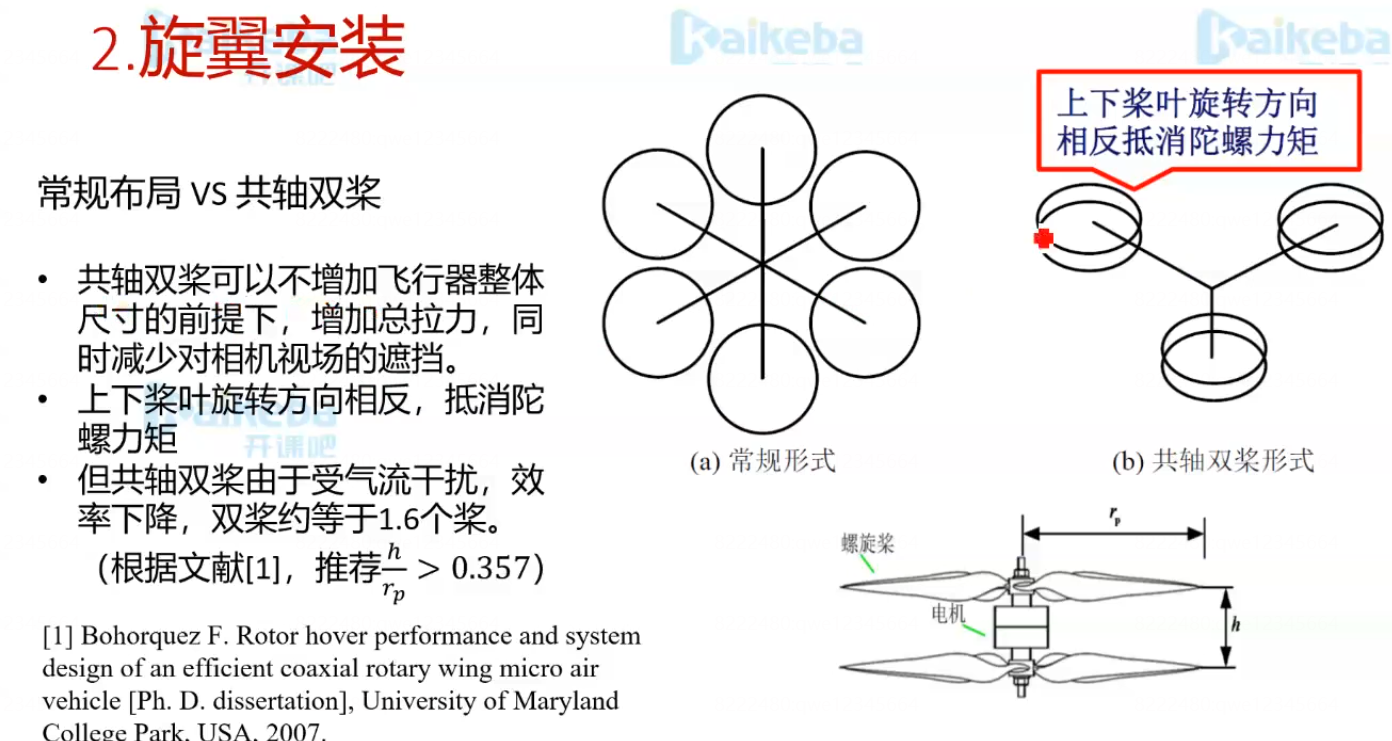 2.旋翼安装
Kaikeba
Kaikeba
开课吧
常规布局 VS 共轴双桨
• 共轴双桨可以不增加飞行器整体
尺寸的前提下，增加总拉力，同
时减少对相机视场的遮挡。
• 上下桨叶旋转方向相反，抵消陀
螺力矩
• 但共轴双桨由于受气流干扰，效
率下降，双桨约等于1.6个桨。
（根据文献[1]，推荐h/r_p > 0.357）
Kaikeba
开课吧
[1] Bohorquez F. Rotor hover performance and system
design of an efficient coaxial rotary wing micro air
vehicle [Ph. D. dissertation], University of Maryland
College Park, USA, 2007.
上下桨叶旋转方向
相反抵消陀螺力矩
(a) 常规形式
(b) 共轴双桨形式
r_p
螺旋桨
电机
h